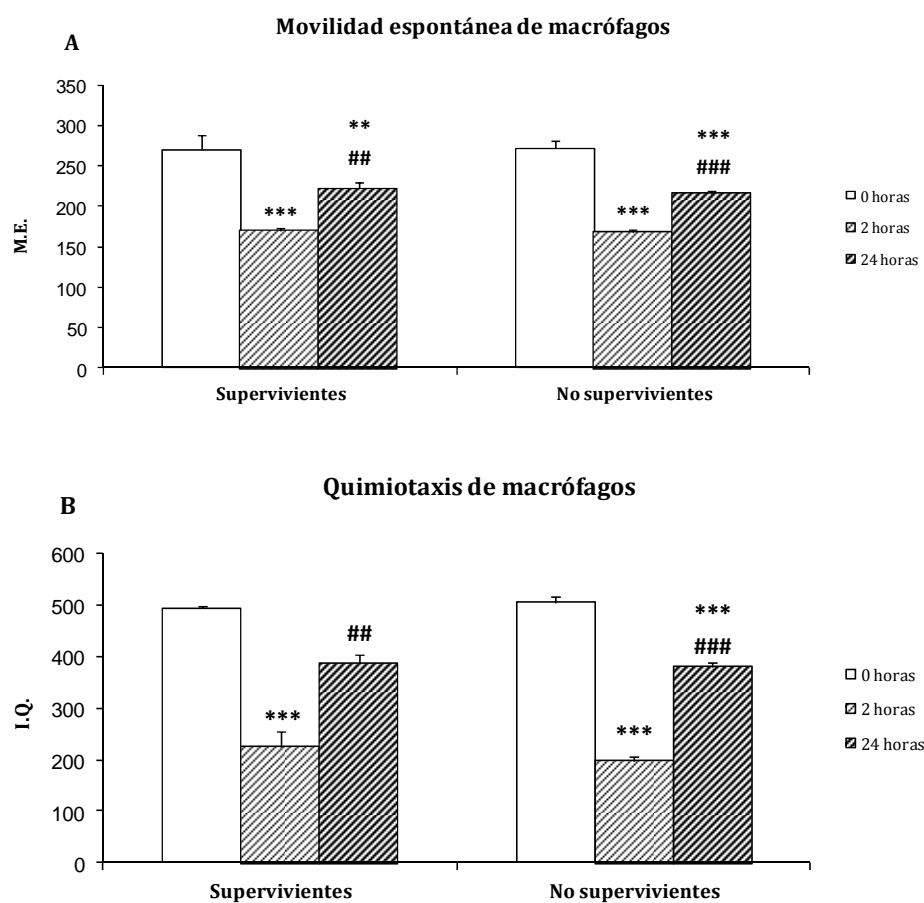 Movilidad espontánea de macrófagos
A
350
300
250
200
150
100
50
0
M.E.
***
**
##
***
***
###
Supervivientes
No supervivientes
0 horas
2 horas
24 horas
Quimiotaxis de macrófagos
B
600
500
400
300
200
100
0
I.Q.
***
##
***
***
###
Supervivientes
No supervivientes
0 horas
2 horas
24 horas